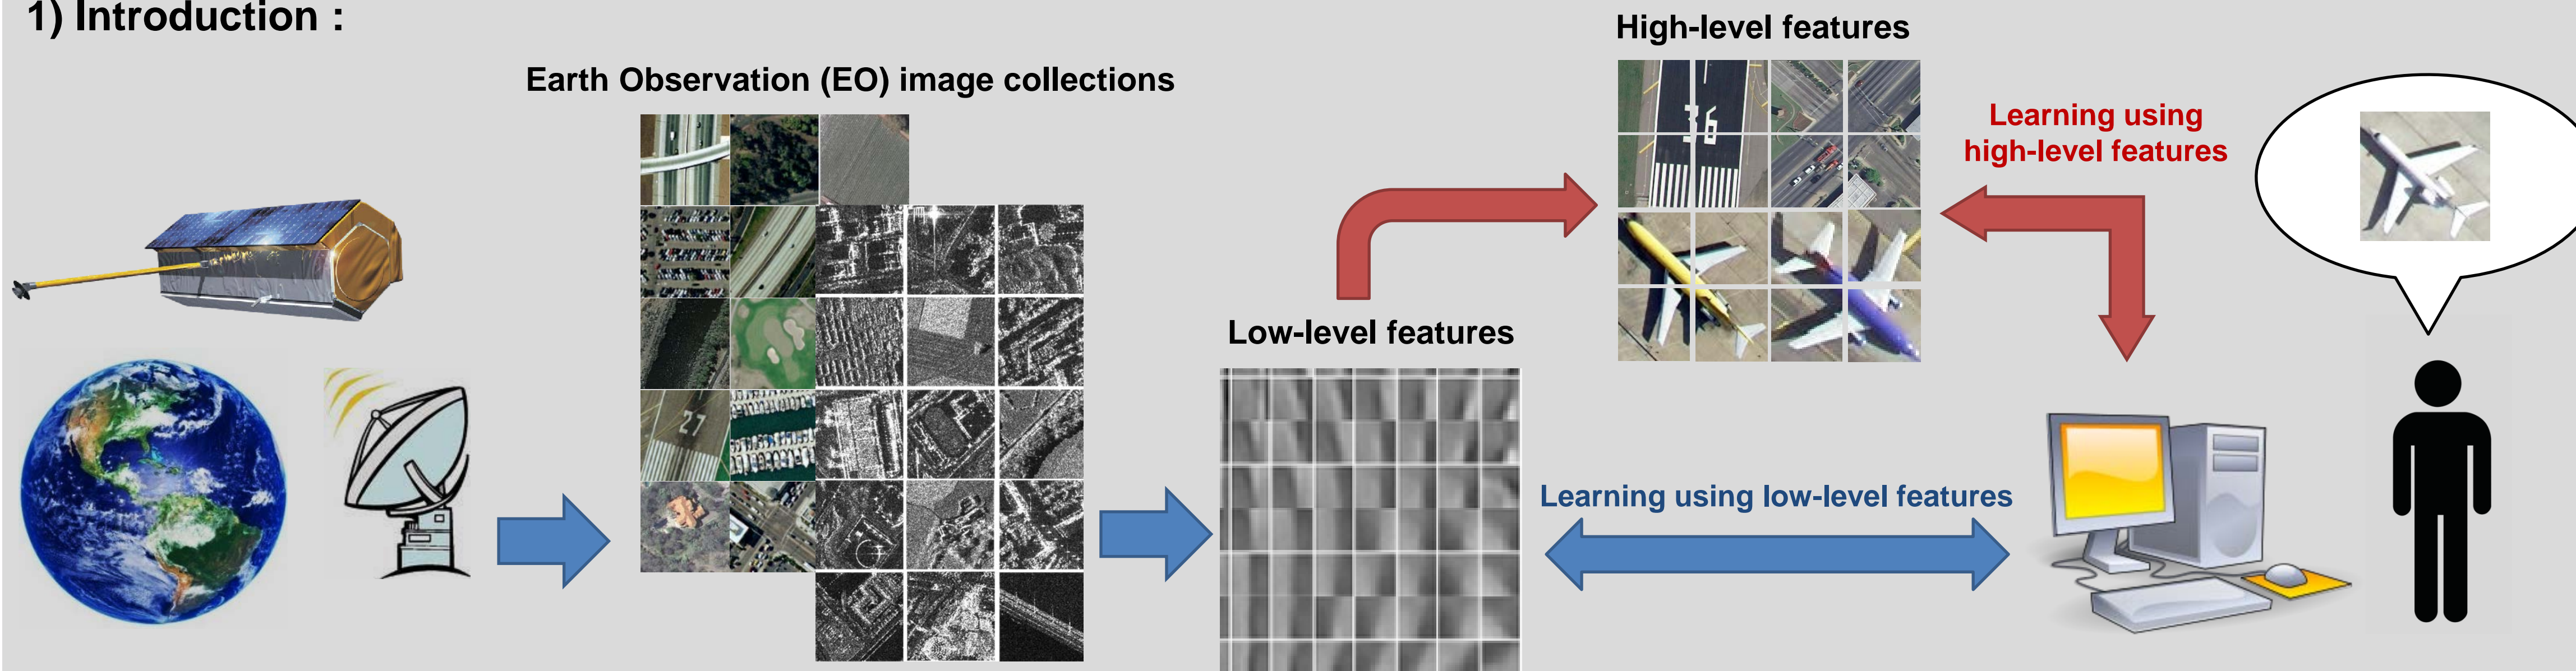 1) Introduction :
High-level features
Earth Observation (EO) image collections
Learning using
high-level features
27
Low-level features
Learning using low-level features